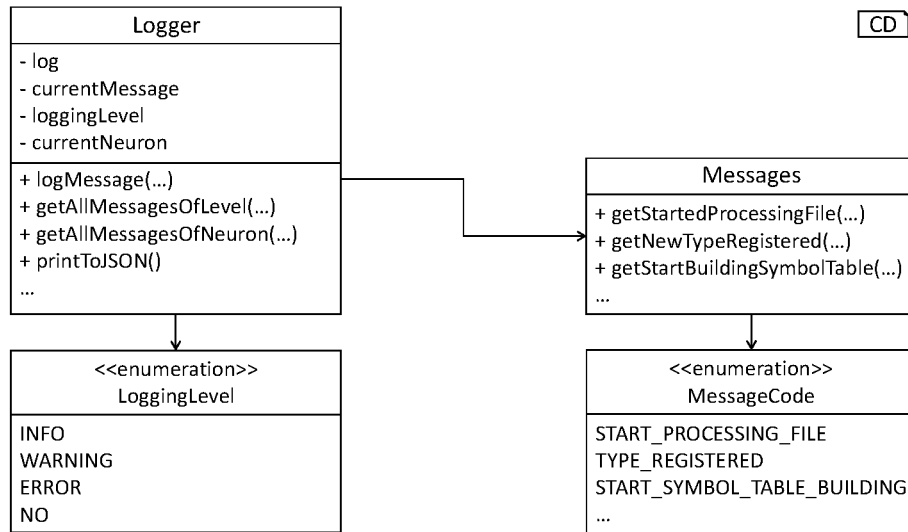 Logger
- log
- currentMessage
- loggingLevel
- currentNeuron
+ logMessage(...)
+ getAllMessagesOfLevel(...)
+ getAllMessagesOfNeuron(...)
+ printToJSON()
...
CD
Messages
+ getStartedProcessingFile(...)
+ getNewTypeRegistered(...)
+ getStartBuildingSymbolTable(...)
...
<<enumeration>>
LoggingLevel
INFO
WARNING
ERROR
NO
<<enumeration>>
MessageCode
START_PROCESSING_FILE
TYPE_REGISTERED
START_SYMBOL_TABLE_BUILDING
...